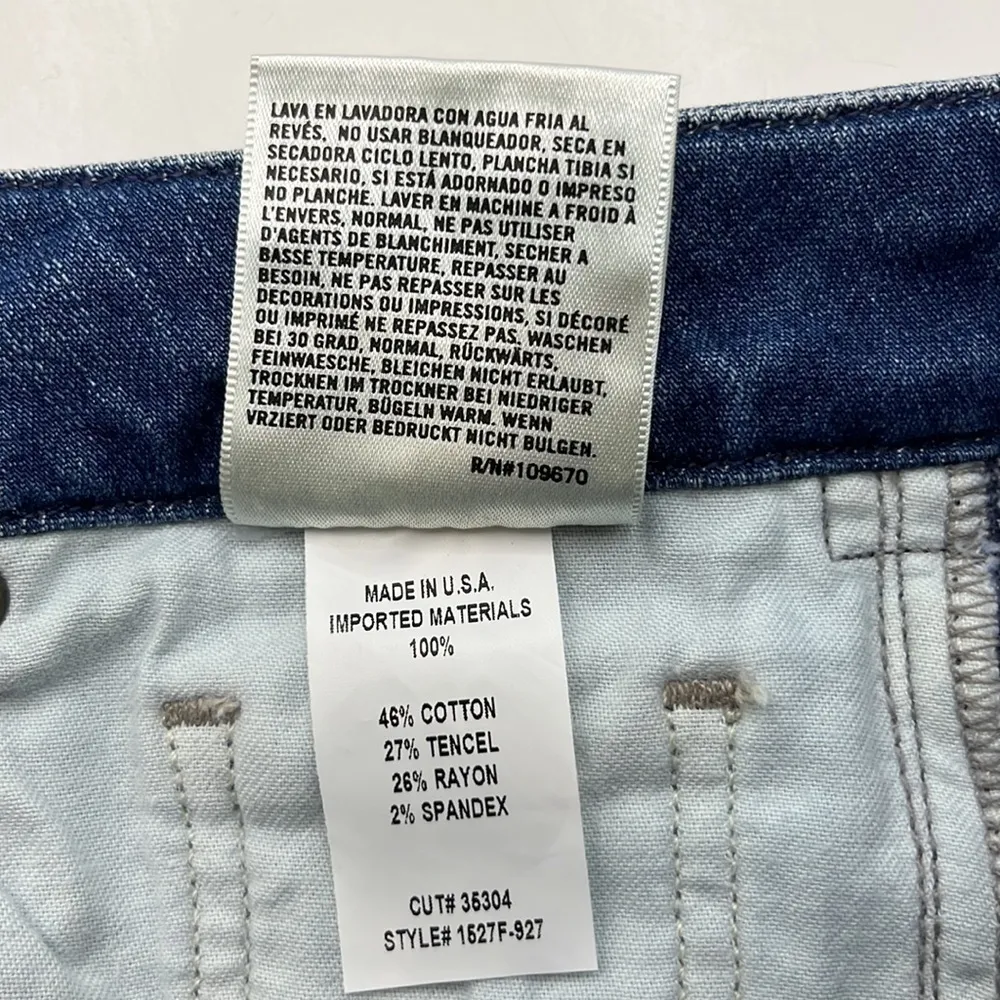 LAVA EN LAVADORA CON AGUA FRIA AL
REVÉS. NO USAR BLANQUEADOR, SECA EN
SECADORA CICLO LENTO, PLANCHA TIBIA SI
NECESARIO, SI ESTÁ ADORNADO O IMPRESO
NO PLANCHE. LAVER EN MACHINE A FROID À
L'ENVERS, NORMAL, NE PAS UTILISER
D'AGENTS DE BLANCHIMENT, SECHER A
BASSE TEMPERATURE, REPASSER AU
BESOIN, NE PAS REPASSER SUR LES
DECORATIONS OU IMPRESSIONS, SI DÉCORÉ
OU IMPRIMÉ NE REPASSEZ PAS, WASCHEN
BEI 30 GRAD, NORMAL, RÜCKWÄRTS,
FEINWAESCHE, BLEICHEN NICHT ERLAUBT,
TROCKNEN IM TROCKNER BEI NIEDRIGER
TEMPERATUR, BÜGELN WARM. WENN
VRZIERT ODER BEDRUCKT NICHT BULGEN.
R/N#109670
MADE IN U.S.A.
IMPORTED MATERIALS
100%
46% COTTON
27% TENCEL
26% RAYON
2% SPANDEX
CUT# 35304
STYLE# 1527F-927